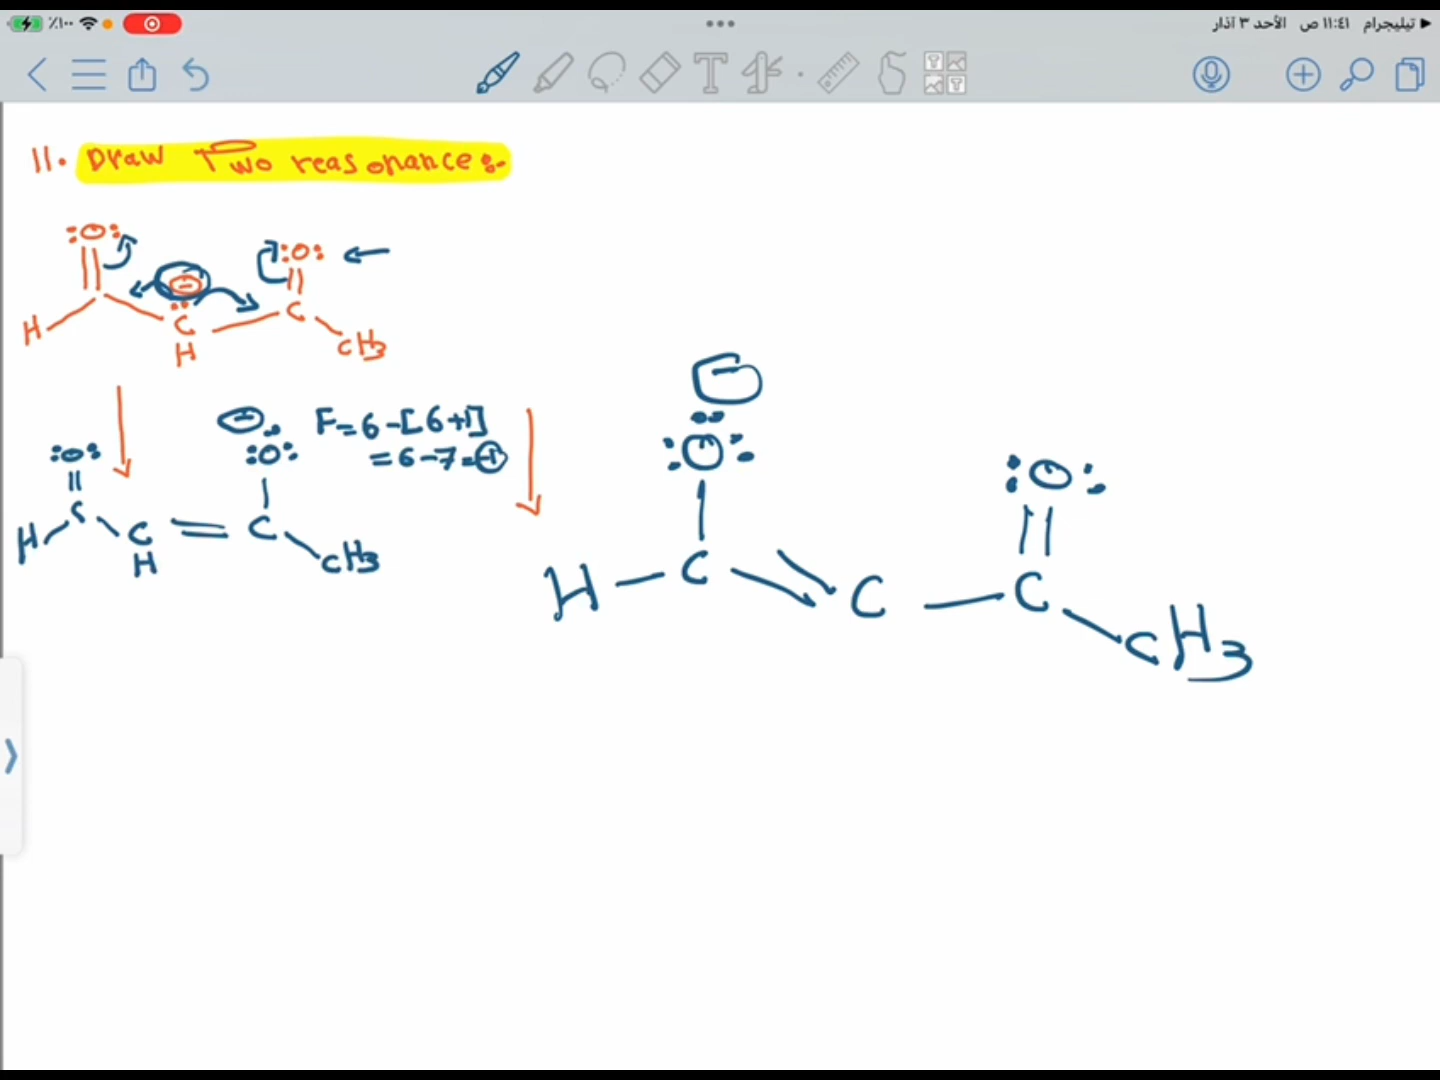 ٪١٠٠
◀ تيليجرام ١١:٤١ ص الأحد ٣ آذار
11. Draw Two reasonance:-
:O: :O:
H C H C CH3
F = 6 - [6+1]
= 6 - 7 = -1
:O: :O:
H C C H = C CH3
:O: :O:
H - C C - C CH3